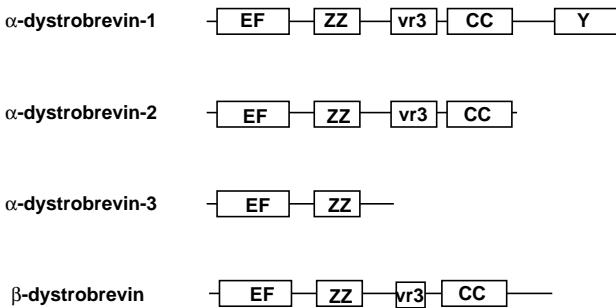 α-dystrobrevin-1 EF ZZ vr3 CC Y
α-dystrobrevin-2 EF ZZ vr3 CC
α-dystrobrevin-3 EF ZZ
β-dystrobrevin EF ZZ vr3 CC